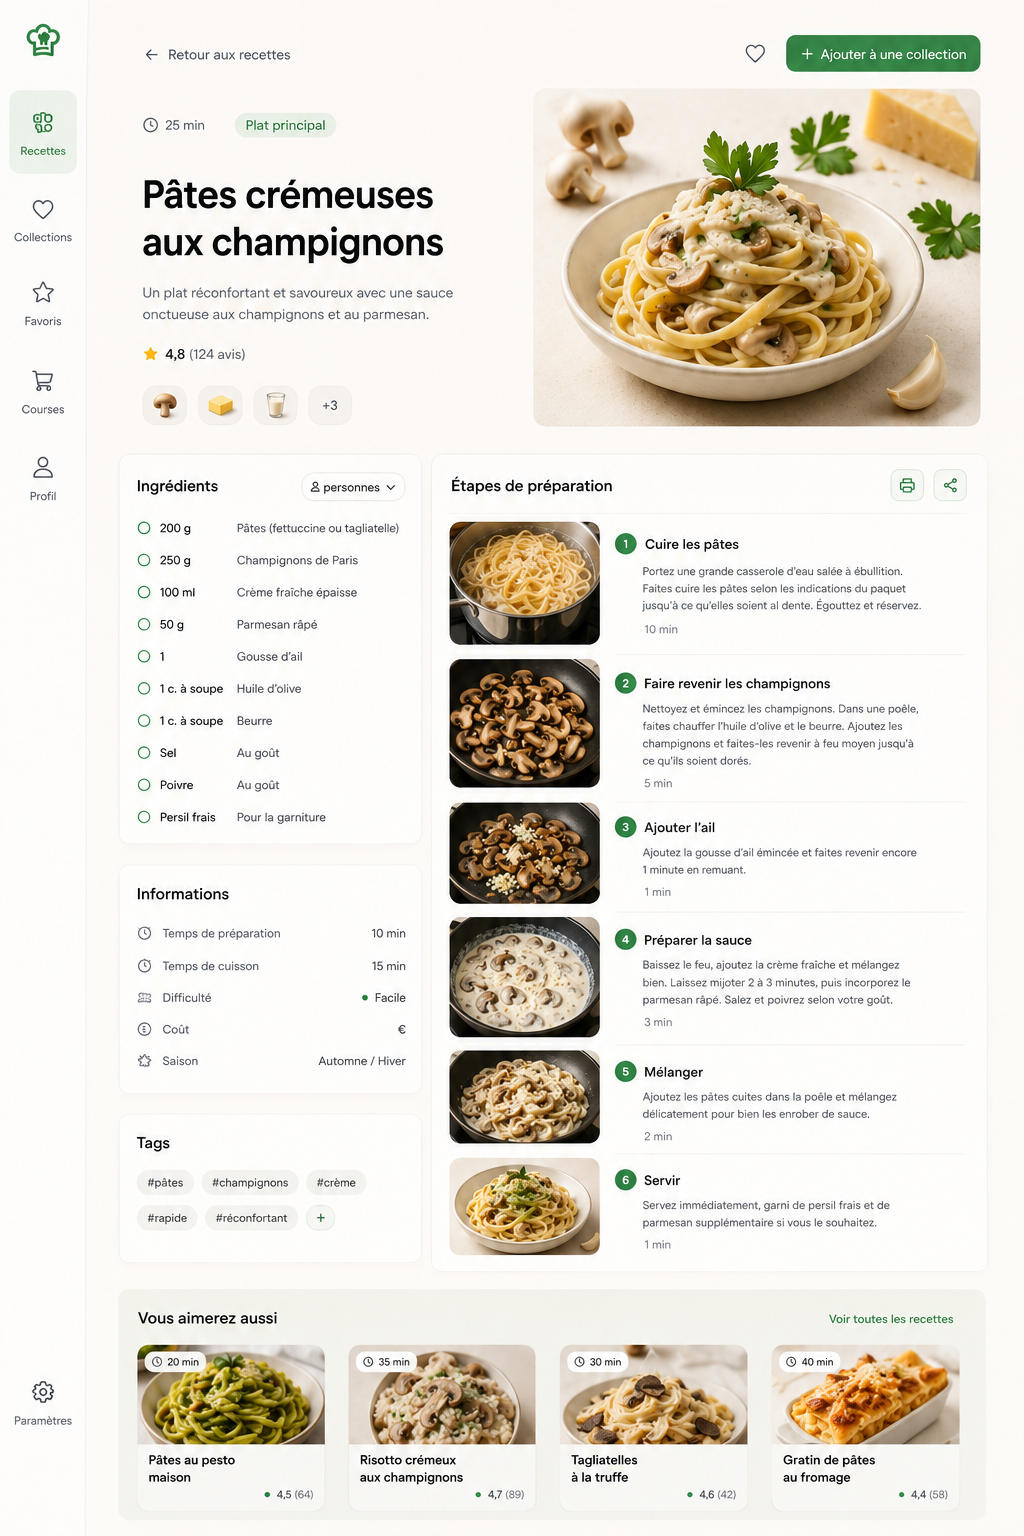 Retour aux recettes
+ Ajouter à une collection
Recettes
Collections
Favoris
Courses
Profil
Paramètres
25 min
Plat principal
Pâtes crémeuses
aux champignons
Un plat réconfortant et savoureux avec une sauce
onctueuse aux champignons et au parmesan.
4,8 (124 avis)
+3
Ingrédients
personnes
200 g Pâtes (fettuccine ou tagliatelle)
250 g Champignons de Paris
100 ml Crème fraîche épaisse
50 g Parmesan râpé
1 Gousse d'ail
1 c. à soupe Huile d'olive
1 c. à soupe Beurre
Sel Au goût
Poivre Au goût
Persil frais Pour la garniture
Informations
Temps de préparation 10 min
Temps de cuisson 15 min
Difficulté Facile
Coût €
Saison Automne / Hiver
Tags
#pâtes #champignons #crème
#rapide #réconfortant +
Étapes de préparation
1 Cuire les pâtes
Portez une grande casserole d'eau salée à ébullition.
Faites cuire les pâtes selon les indications du paquet
jusqu'à ce qu'elles soient al dente. Égouttez et réservez.
10 min
2 Faire revenir les champignons
Nettoyez et émincez les champignons. Dans une poêle,
faites chauffer l'huile d'olive et le beurre. Ajoutez les
champignons et faites-les revenir à feu moyen jusqu'à
ce qu'ils soient dorés.
5 min
3 Ajouter l'ail
Ajoutez la gousse d'ail émincée et faites revenir encore
1 minute en remuant.
1 min
4 Préparer la sauce
Baissez le feu, ajoutez la crème fraîche et mélangez
bien. Laissez mijoter 2 à 3 minutes, puis incorporez le
parmesan râpé. Salez et poivrez selon votre goût.
3 min
5 Mélanger
Ajoutez les pâtes cuites dans la poêle et mélangez
délicatement pour bien les enrober de sauce.
2 min
6 Servir
Servez immédiatement, garni de persil frais et de
parmesan supplémentaire si vous le souhaitez.
1 min
Vous aimerez aussi
Voir toutes les recettes
20 min
Pâtes au pesto
maison
4,5 (64)
35 min
Risotto crémeux
aux champignons
4,7 (89)
30 min
Tagliatelles
à la truffe
4,6 (42)
40 min
Gratin de pâtes
au fromage
4,4 (58)